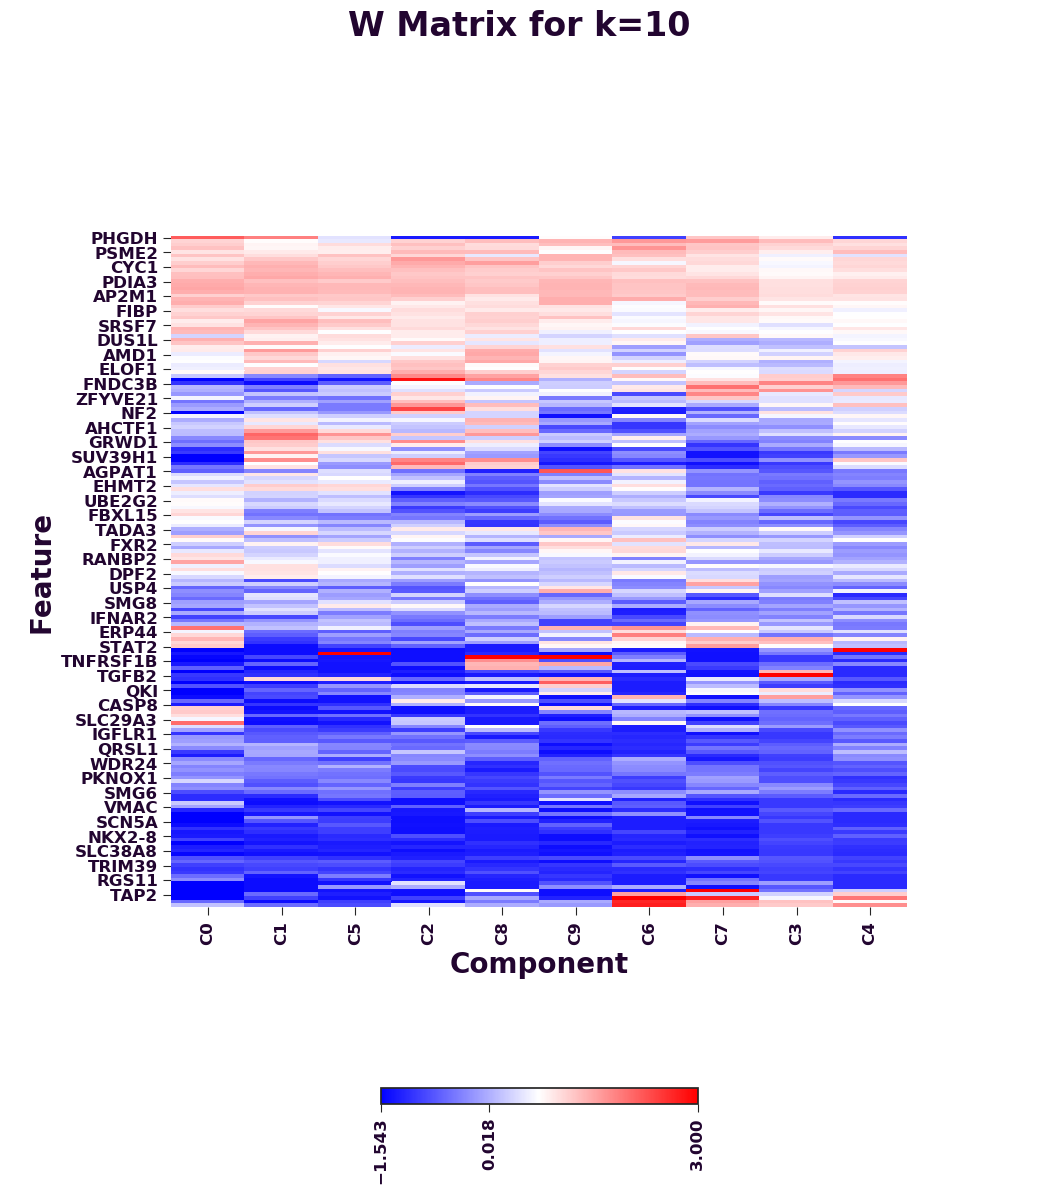 W Matrix for k=10
Feature
PHGDH
PSME2
CYC1
PDIA3
AP2M1
FIBP
SRSF7
DUS1L
AMD1
ELOF1
FNDC3B
ZFYVE21
NF2
AHCTF1
GRWD1
SUV39H1
AGPAT1
EHMT2
UBE2G2
FBXL15
TADA3
FXR2
RANBP2
DPF2
USP4
SMG8
IFNAR2
ERP44
STAT2
TNFRSF1B
TGFB2
QKI
CASP8
SLC29A3
IGFLR1
QRSL1
WDR24
PKNOX1
SMG6
VMAC
SCN5A
NKX2-8
SLC38A8
TRIM39
RGS11
TAP2
C0 C1 C5 C2 C8 C9 C6 C7 C3 C4
Component
−1.543 0.018 3.000